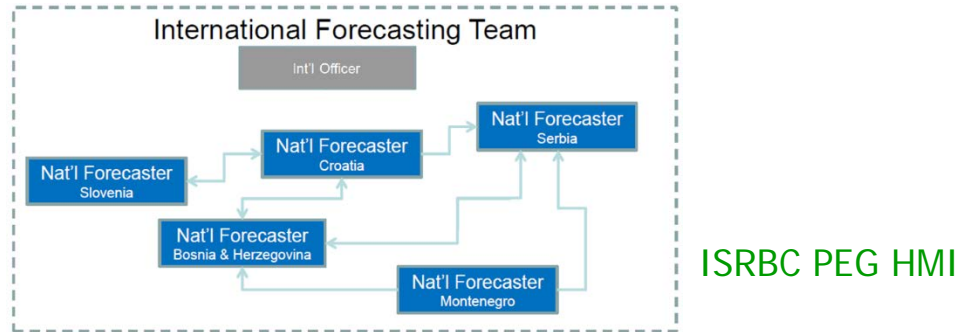 International Forecasting Team
Int'l Officer
Nat'l Forecaster
Serbia
Nat'l Forecaster
Croatia
Nat'l Forecaster
Slovenia
Nat'l Forecaster
Bosnia & Herzegovina
Nat'l Forecaster
Montenegro
ISRBC PEG HMI